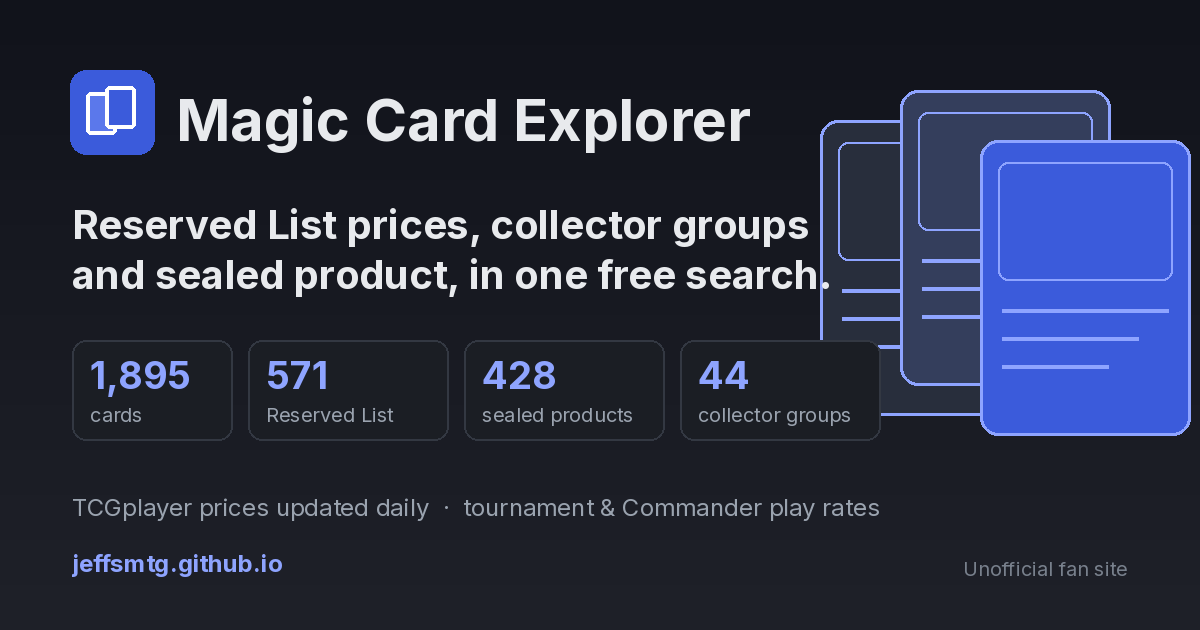 Magic Card Explorer
Reserved List prices, collector groups
and sealed product, in one free search.
1,895
cards
571
Reserved List
428
sealed products
44
collector groups
TCGplayer prices updated daily · tournament & Commander play rates
jeffsmtg.github.io
Unofficial fan site